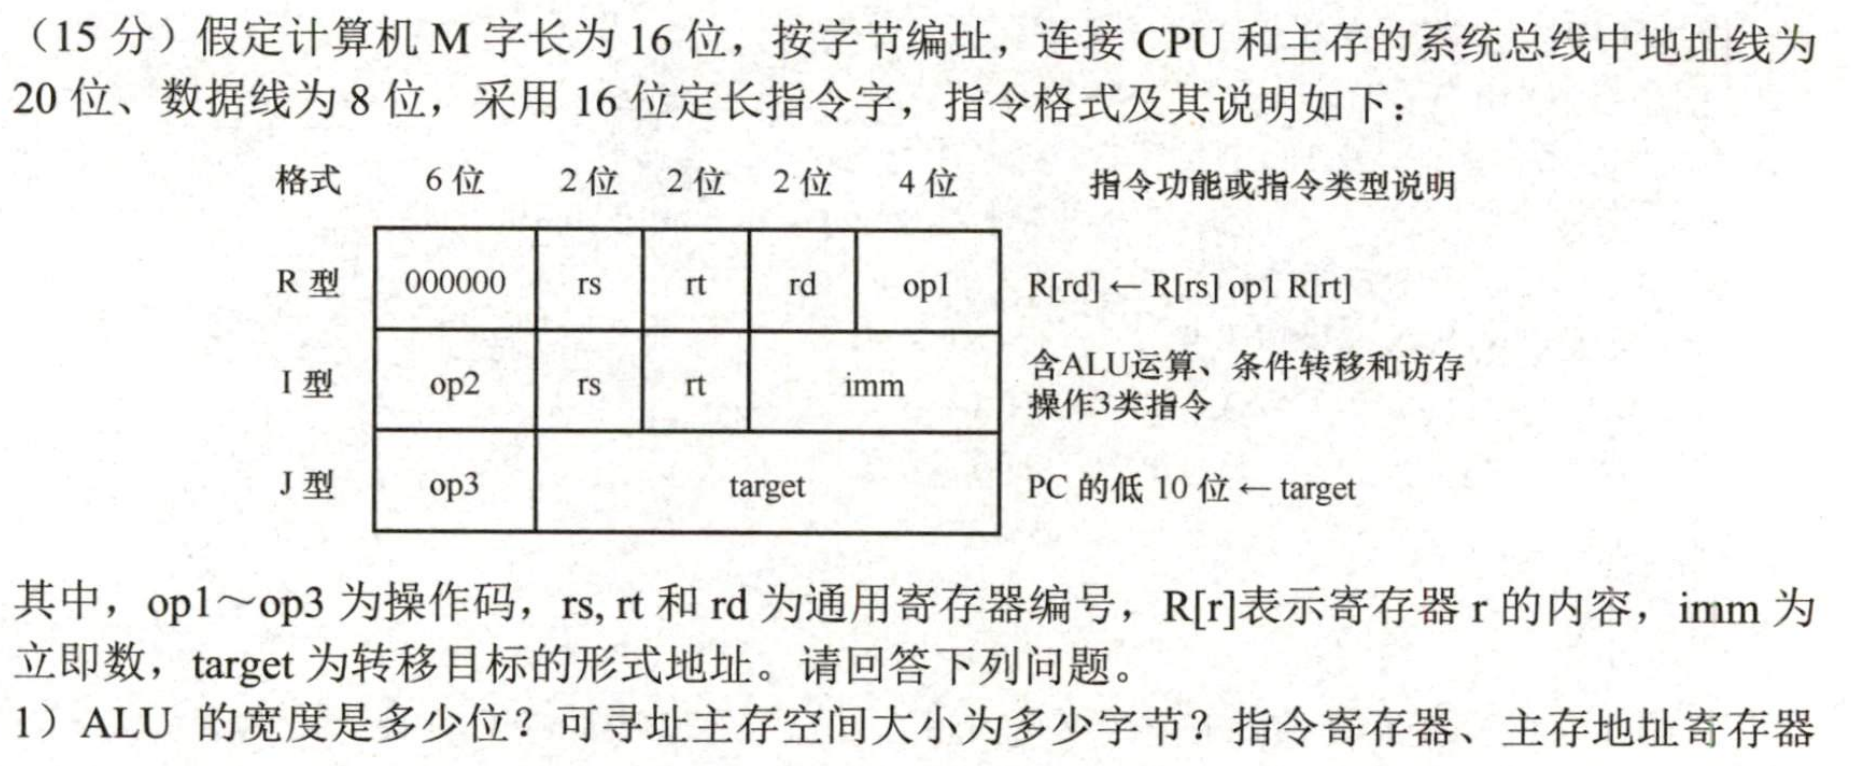 （15 分）假定计算机 M 字长为 16 位，按字节编址，连接 CPU 和主存的系统总线中地址线为
20 位、数据线为 8 位，采用 16 位定长指令字，指令格式及其说明如下：
格式 6 位 2 位 2 位 2 位 4 位 指令功能或指令类型说明
R 型 000000 rs rt rd op1 R[rd] ← R[rs] op1 R[rt]
I 型 op2 rs rt imm 含ALU运算、条件转移和访存
操作3类指令
J 型 op3 target PC 的低 10 位 ← target
其中，op1～op3 为操作码，rs, rt 和 rd 为通用寄存器编号，R[r]表示寄存器 r 的内容，imm 为
立即数，target 为转移目标的形式地址。请回答下列问题。
1）ALU 的宽度是多少位？可寻址主存空间大小为多少字节？指令寄存器、主存地址寄存器